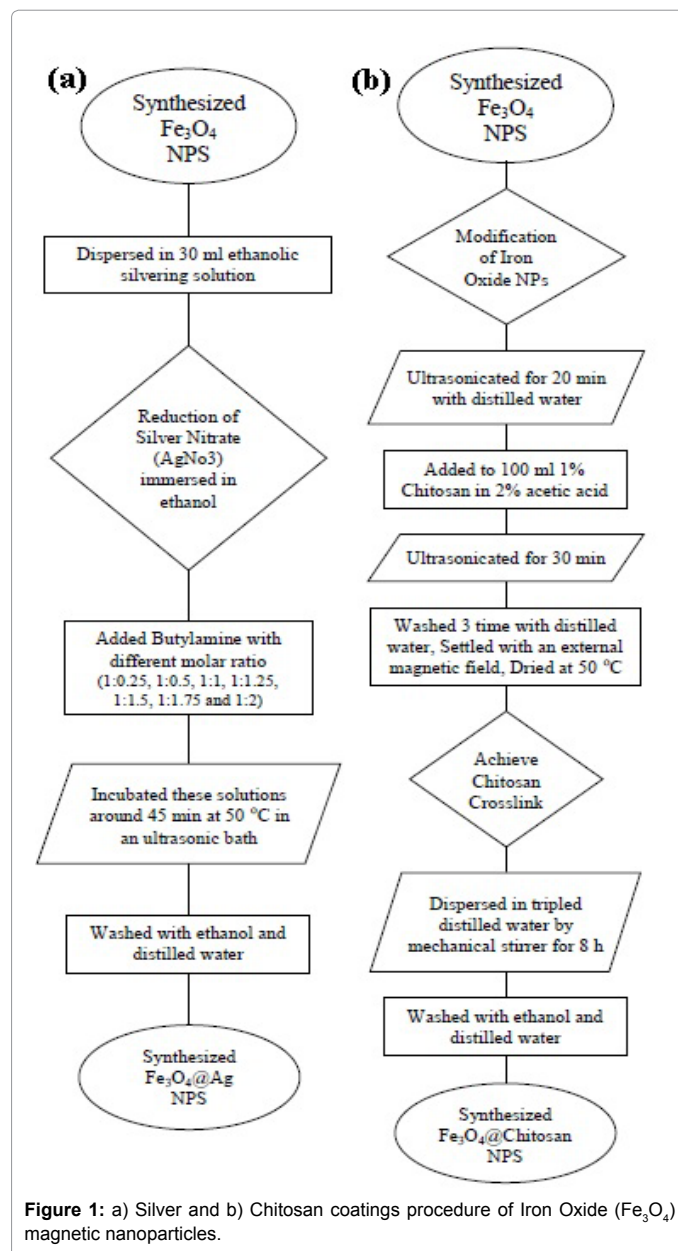 (a)
Synthesized
Fe₃O₄
NPS
Dispersed in 30 ml ethanolic
silvering solution
Reduction of
Silver Nitrate
(AgNo3)
immersed in
ethanol
Added Butylamine with
different molar ratio
(1:0.25, 1:0.5, 1:1, 1:1.25,
1:1.5, 1:1.75 and 1:2)
Incubated these solutions
around 45 min at 50 °C in
an ultrasonic bath
Washed with ethanol and
distilled water
Synthesized
Fe₃O₄@Ag
NPS
(b)
Synthesized
Fe₃O₄
NPS
Modification
of Iron
Oxide NPs
Ultrasonicated for 20 min
with distilled water
Added to 100 ml 1%
Chitosan in 2% acetic acid
Ultrasonicated for 30 min
Washed 3 time with distilled
water, Settled with an external
magnetic field, Dried at 50 °C
Achieve
Chitosan
Crosslink
Dispersed in tripled
distilled water by
mechanical stirrer for 8 h
Washed with ethanol and
distilled water
Synthesized
Fe₃O₄@Chitosan
NPS
Figure 1: a) Silver and b) Chitosan coatings procedure of Iron Oxide (Fe₃O₄)
magnetic nanoparticles.